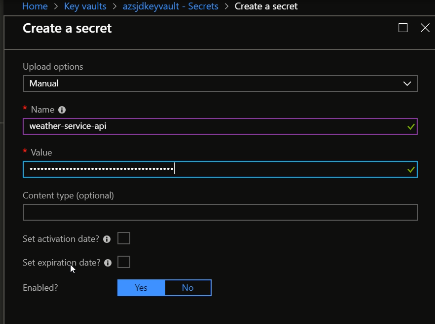 Home > Key vaults > azsjdkeyvault - Secrets > Create a secret
Create a secret
Upload options
Manual
* Name
weather-service-api
* Value
Content type (optional)
Set activation date?
Set expiration date?
Enabled? Yes No